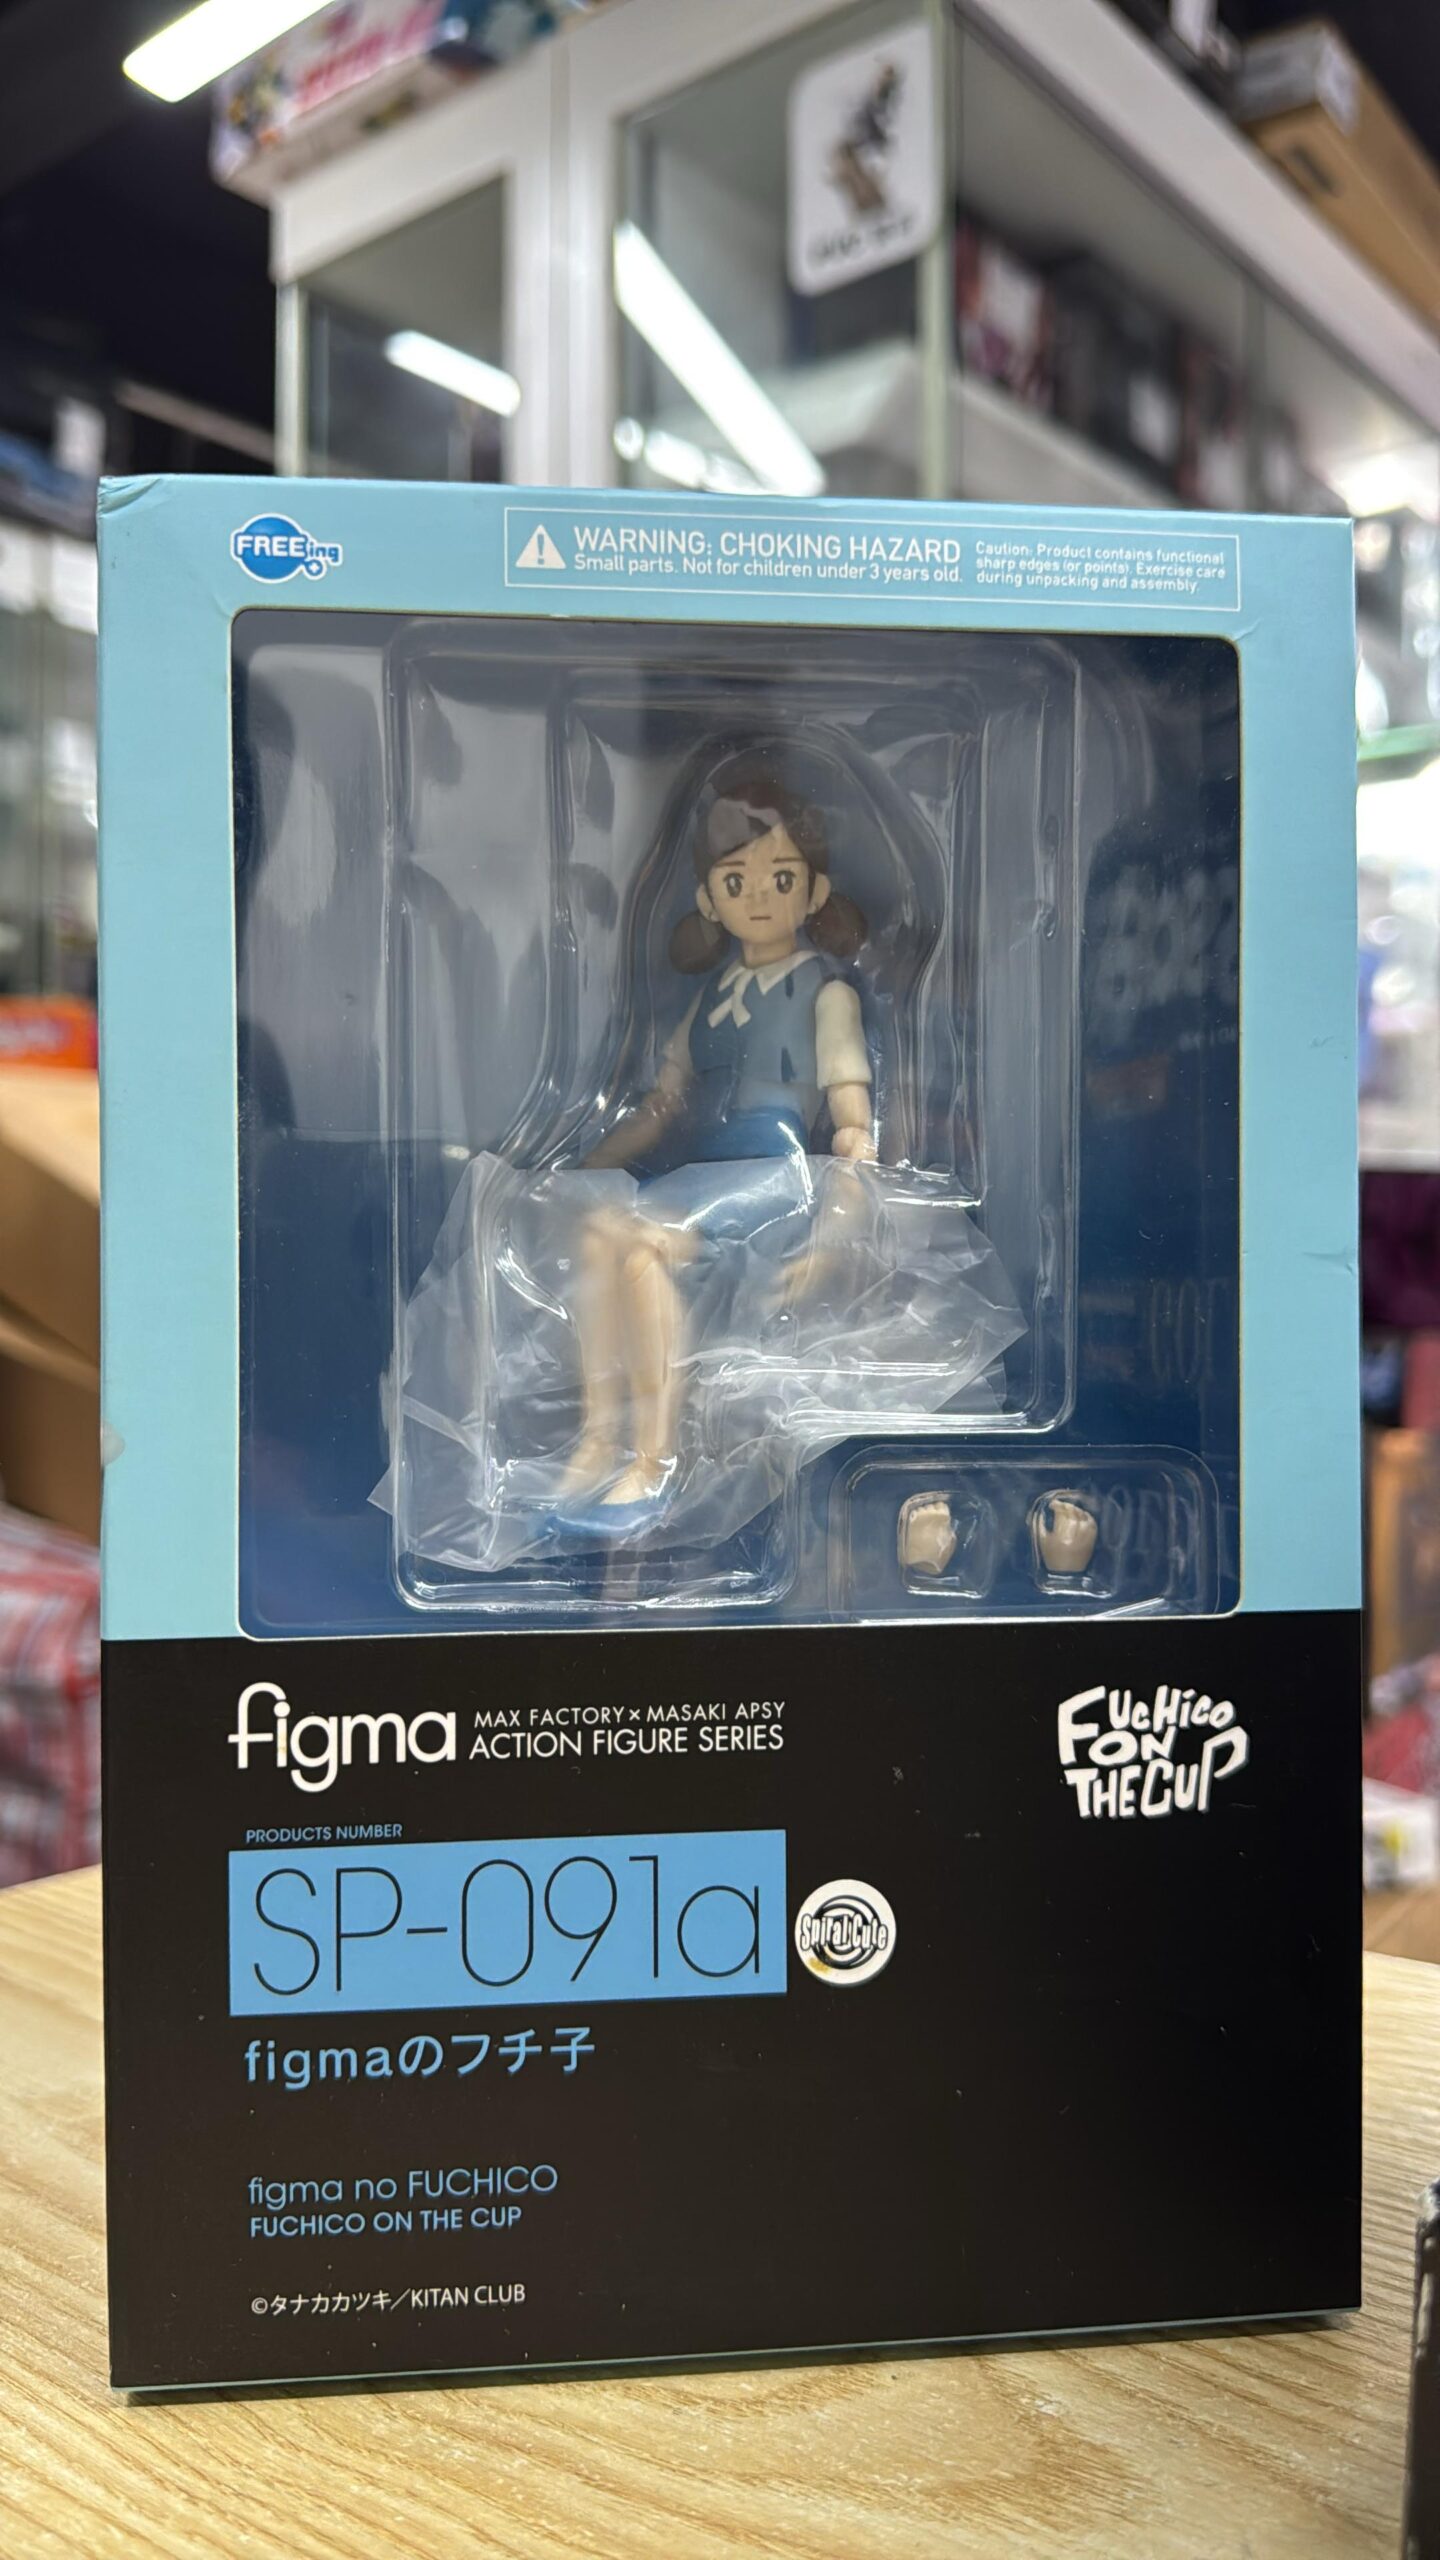 FREEing
WARNING: CHOKING HAZARD
Small parts. Not for children under 3 years old.
Caution: Product contains functional
sharp edges (or points). Exercise care
during unpacking and assembly.
figma
MAX FACTORY × MASAKI APSY
ACTION FIGURE SERIES
FUCHICO
ON
THE CUP
PRODUCTS NUMBER
SP-091a
Spiral Cute
figmaのフチ子
figma no FUCHICO
FUCHICO ON THE CUP
©タナカカツキ／KITAN CLUB